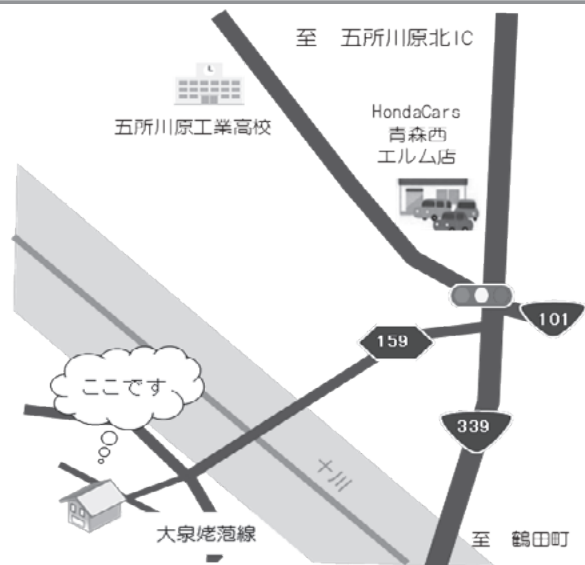 至 五所川原北IC
五所川原工業高校
HondaCars
青森西
エルム店
101
159
ここです
339
十川
大泉姥萢線
至 鶴田町